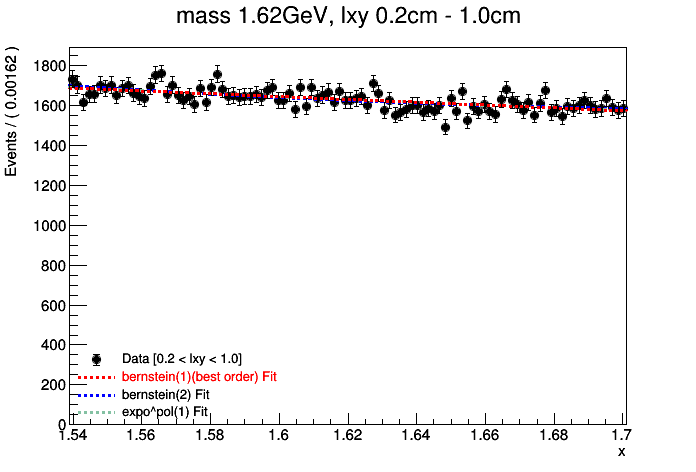 mass 1.62GeV, lxy 0.2cm - 1.0cm
Events / ( 0.00162 )
1800
1600
1400
1200
1000
800
600
400
200
0
Data [0.2 < lxy < 1.0]
bernstein(1)(best order) Fit
bernstein(2) Fit
expo^pol(1) Fit
1.54 1.56 1.58 1.6 1.62 1.64 1.66 1.68 1.7
x